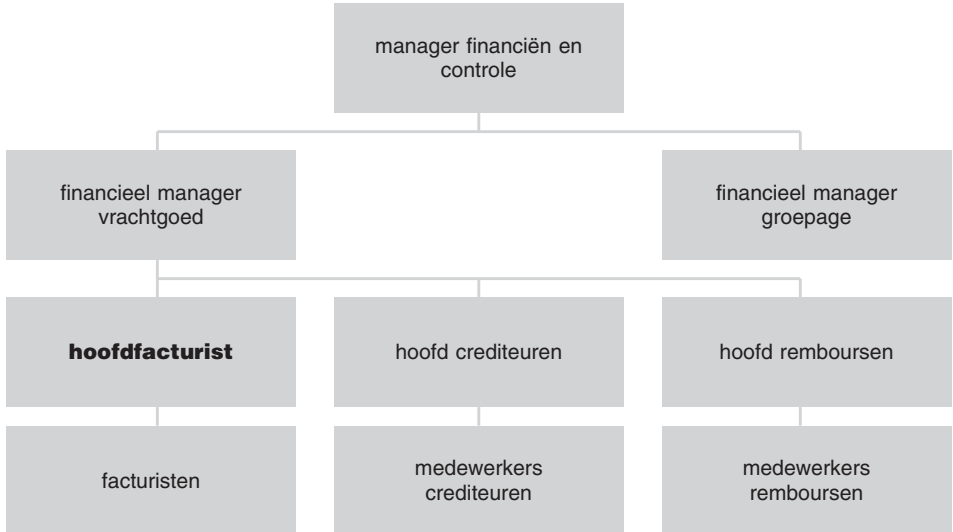 manager financiën en
controle
financieel manager
vrachtgoed
financieel manager
groepage
hoofdfacturist
hoofd crediteuren
hoofd remboursen
facturisten
medewerkers
crediteuren
medewerkers
remboursen